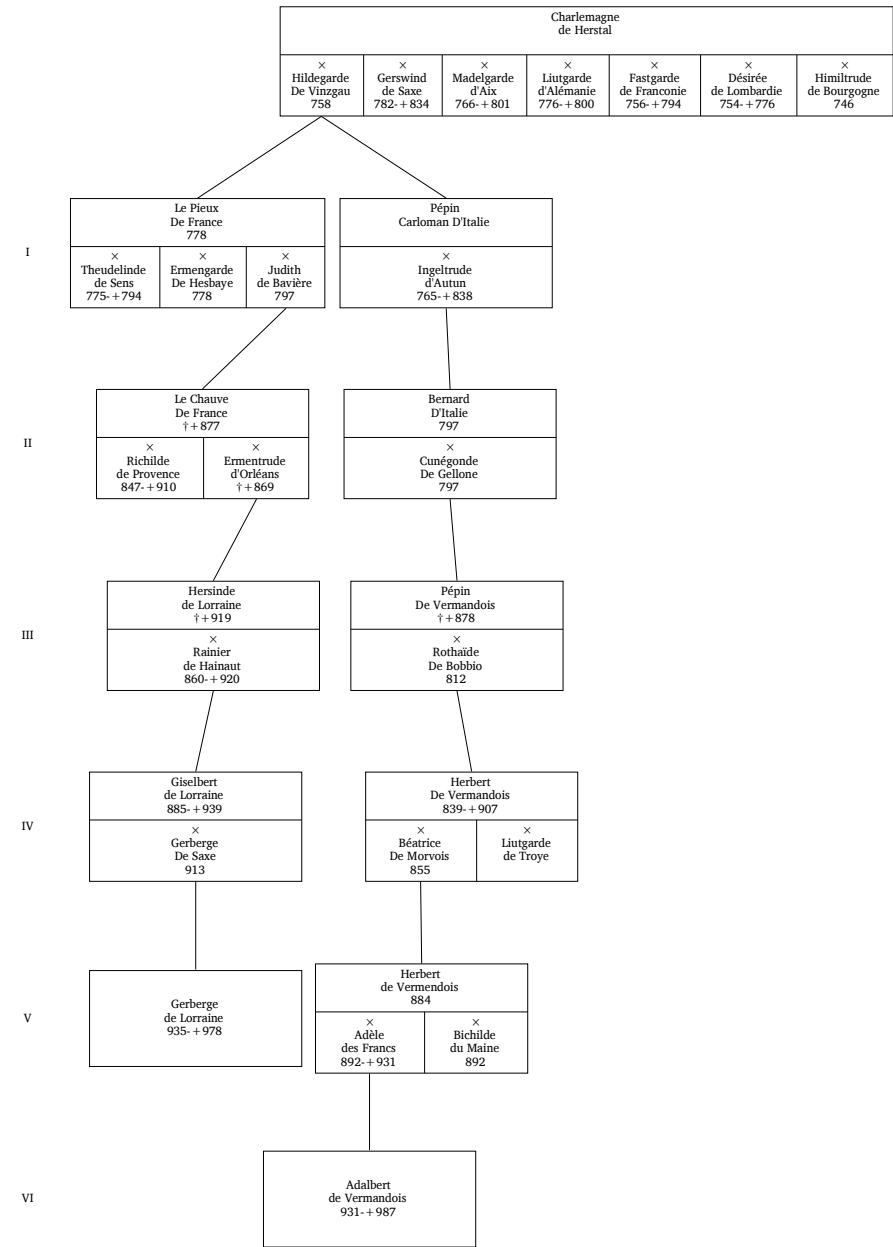 Charlemagne
de Herstal
×
Hildegarde
De Vinzgau
758
×
Gerswind
de Saxe
782-+834
×
Madelgarde
d'Aix
766-+801
×
Liutgarde
d'Alémanie
776-+800
×
Fastgarde
de Franconie
756-+794
×
Désirée
de Lombardie
754-+776
×
Himiltrude
de Bourgogne
746
I
Le Pieux
De France
778
×
Theudelinde
de Sens
775-+794
×
Ermengarde
De Hesbaye
778
×
Judith
de Bavière
797
Pépin
Carloman D'Italie
×
Ingeltrude
d'Autun
765-+838
II
Le Chauve
De France
†+877
×
Richilde
de Provence
847-+910
×
Ermentrude
d'Orléans
†+869
Bernard
D'Italie
797
×
Cunégonde
De Gellone
797
III
Hersinde
de Lorraine
†+919
×
Rainier
de Hainaut
860-+920
Pépin
De Vermandois
†+878
×
Rothaïde
De Bobbio
812
IV
Giselbert
de Lorraine
885-+939
×
Gerberge
De Saxe
913
Herbert
De Vermandois
839-+907
×
Béatrice
De Morvois
855
×
Liutgarde
de Troye
V
Gerberge
de Lorraine
935-+978
Herbert
de Vermendois
884
×
Adèle
des Francs
892-+931
×
Bichilde
du Maine
892
VI
Adalbert
de Vermandois
931-+987